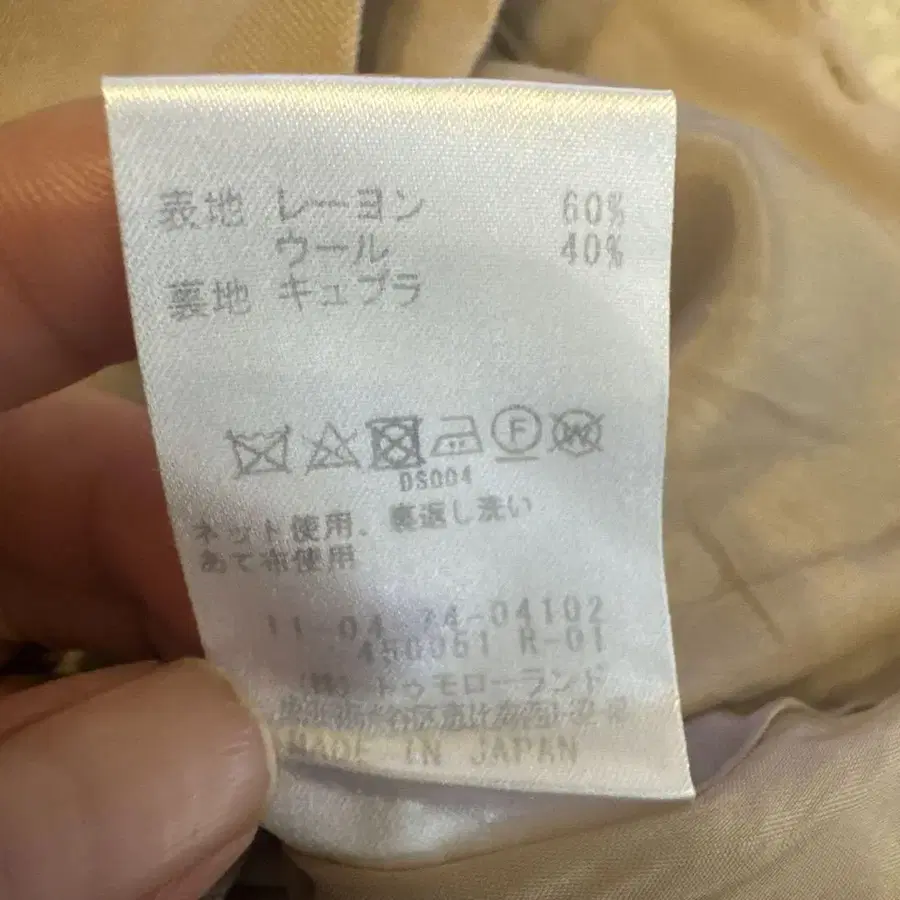 表地 レーヨン 60%
ウール 40%
裏地 キュプラ
F W
DS004
ネット使用、裏返し洗い
あて布使用
11 04 74-04102
450051 R-01
(株)トゥモローランド
MADE IN JAPAN